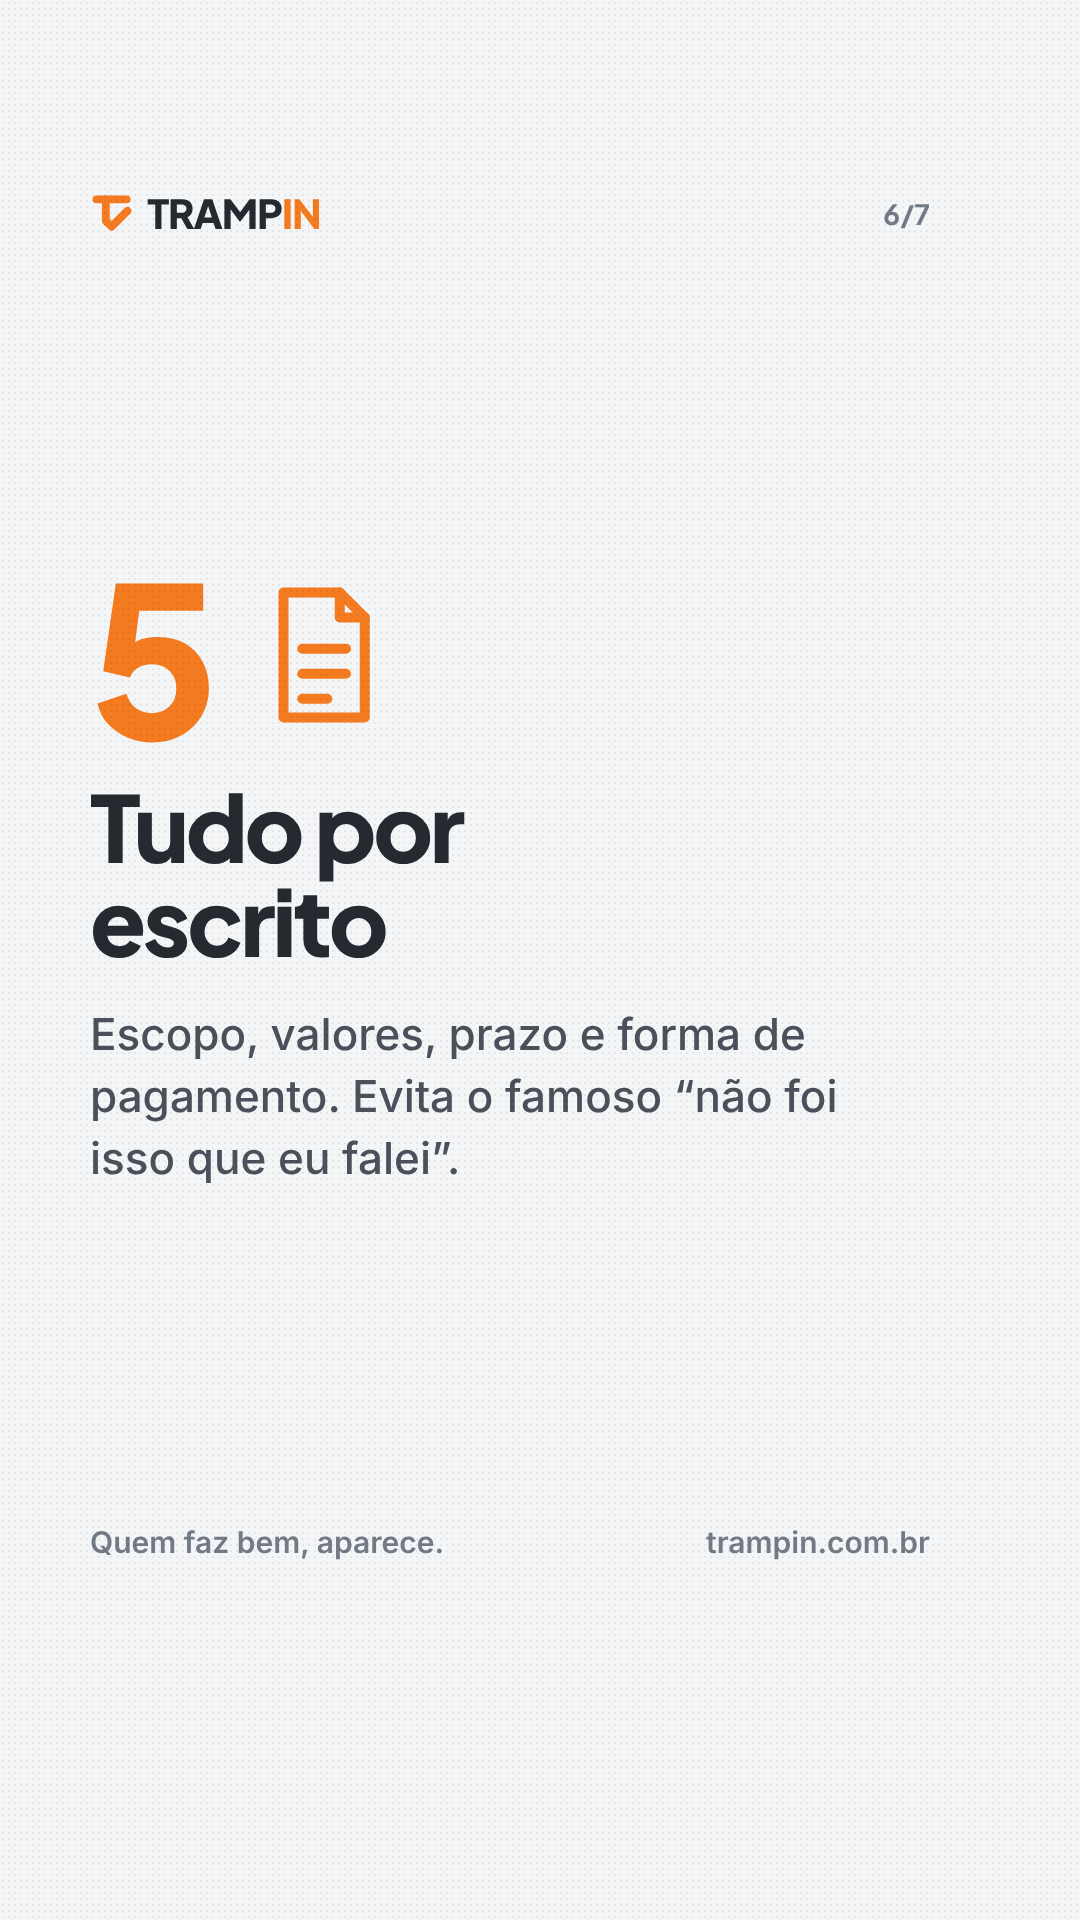 TRAMPIN
6/7
5
Tudo por
escrito
Escopo, valores, prazo e forma de
pagamento. Evita o famoso “não foi
isso que eu falei”.
Quem faz bem, aparece.
trampin.com.br